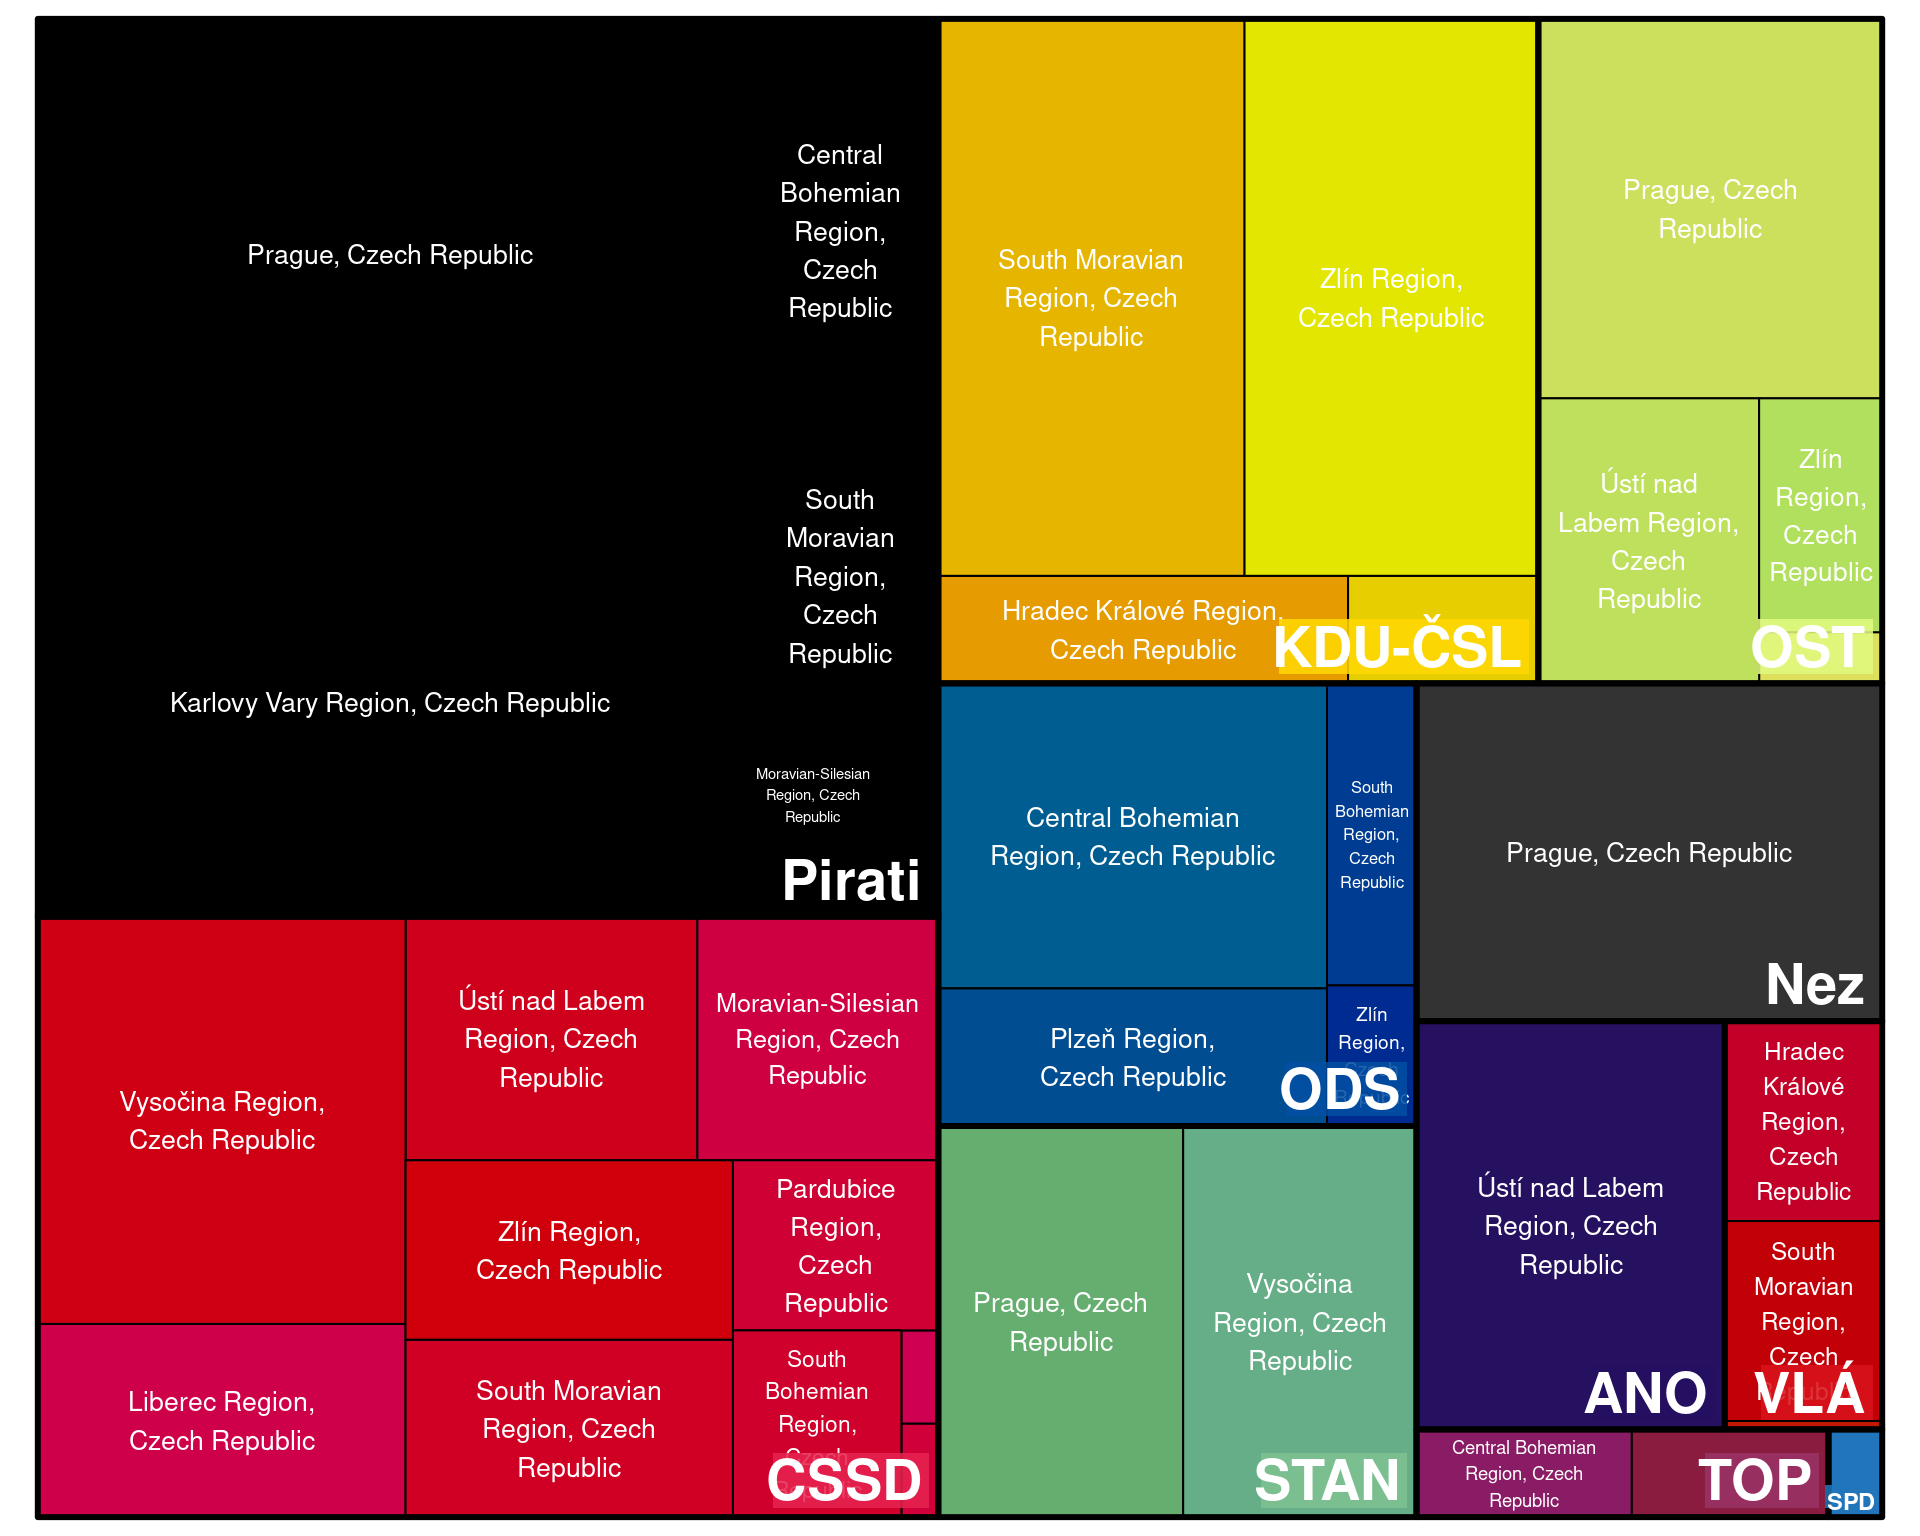 Prague, Czech Republic
Central
Bohemian
Region,
Czech
Republic
South
Moravian
Region,
Czech
Republic
Karlovy Vary Region, Czech Republic
Moravian-Silesian
Region, Czech
Republic
Pirati
South Moravian
Region, Czech
Republic
Zlín Region,
Czech Republic
Hradec Králové Region,
Czech Republic
KDU-ČSL
Prague, Czech
Republic
Ústí nad
Labem Region,
Czech
Republic
Zlín
Region,
Czech
Republic
OST
Central Bohemian
Region, Czech Republic
South
Bohemian
Region,
Czech
Republic
Plzeň Region,
Czech Republic
Zlín
Region,
Czech
Republic
ODS
Prague, Czech Republic
Nez
Vysočina Region,
Czech Republic
Ústí nad Labem
Region, Czech
Republic
Moravian-Silesian
Region, Czech
Republic
Zlín Region,
Czech Republic
Pardubice
Region,
Czech
Republic
Liberec Region,
Czech Republic
South Moravian
Region, Czech
Republic
South
Bohemian
Region,
Czech
Republic
CSSD
Prague, Czech
Republic
Vysočina
Region, Czech
Republic
STAN
Ústí nad Labem
Region, Czech
Republic
ANO
Hradec
Králové
Region,
Czech
Republic
South
Moravian
Region,
Czech
Republic
VLÁ
Central Bohemian
Region, Czech
Republic
TOP
SPD